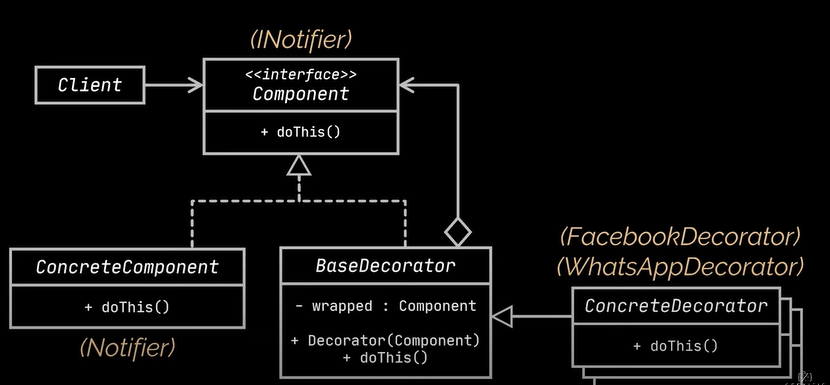 (INotifier)
<<interface>>
Client
Component
+ doThis()
(FacebookDecorator)
(WhatsAppDecorator)
ConcreteComponent
+ doThis()
(Notifier)
BaseDecorator
- wrapped : Component
+ Decorator(Component)
+ doThis()
ConcreteDecorator
+ doThis()